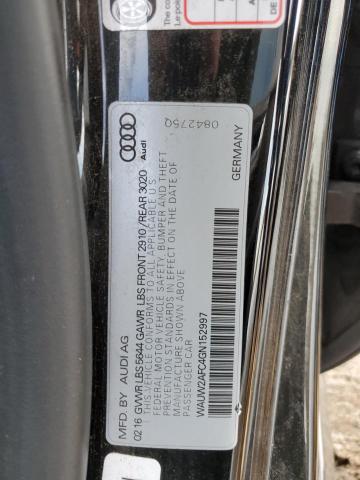 Audi
0842750
MFD. BY AUDI AG
02.16 GVWR LBS 5644 GAWR LBS FRONT 2910/REAR 3020
THIS VEHICLE CONFORMS TO ALL APPLICABLE U.S.
FEDERAL MOTOR VEHICLE SAFETY, BUMPER AND THEFT
PREVENTION STANDARDS IN EFFECT ON THE DATE OF
MANUFACTURE SHOWN ABOVE
PASSENGER CAR
WAUW2AFC4GN152997
GERMANY